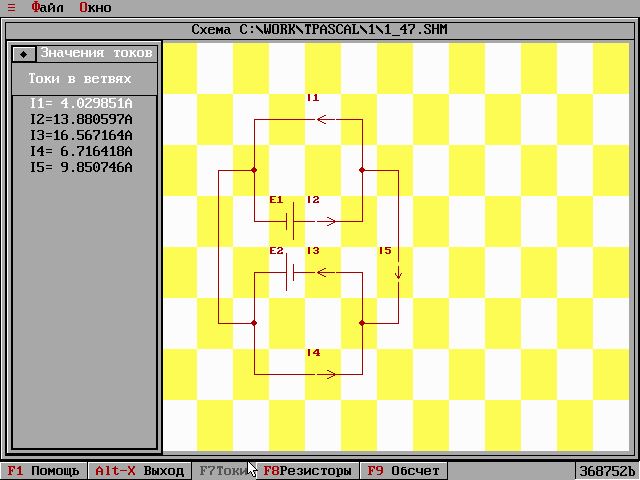 ≡ Файл Окно
Схема C:\WORK\TPASCAL\1\1_47.SHM
Значения токов
Токи в ветвях
I1= 4.029851A
I2=13.880597A
I3=16.567164A
I4= 6.716418A
I5= 9.850746A
I1
E1 I2
E2 I3 I5
I4
F1 Помощь Alt-X Выход F7Токи F8Резисторы F9 Обсчет 368752b